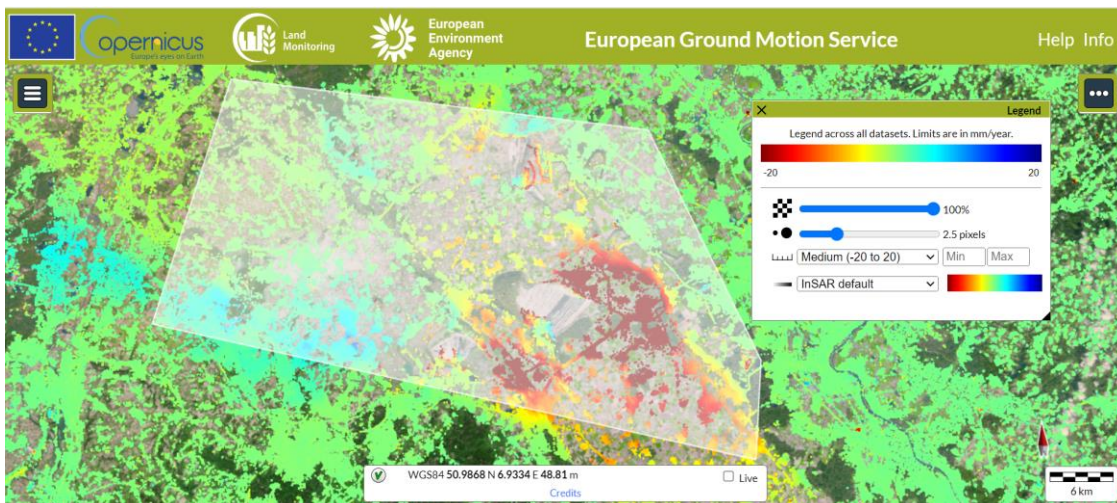 opernicus
Europe's eyes on Earth
Land
Monitoring
European
Environment
Agency
European Ground Motion Service
Help Info
Legend
Legend across all datasets. Limits are in mm/year.
-20 20
100%
2.5 pixels
Medium (-20 to 20) Min Max
InSAR default
WGS84 50.9868 N 6.9334 E 48.81 m
Live
Credits
6 km